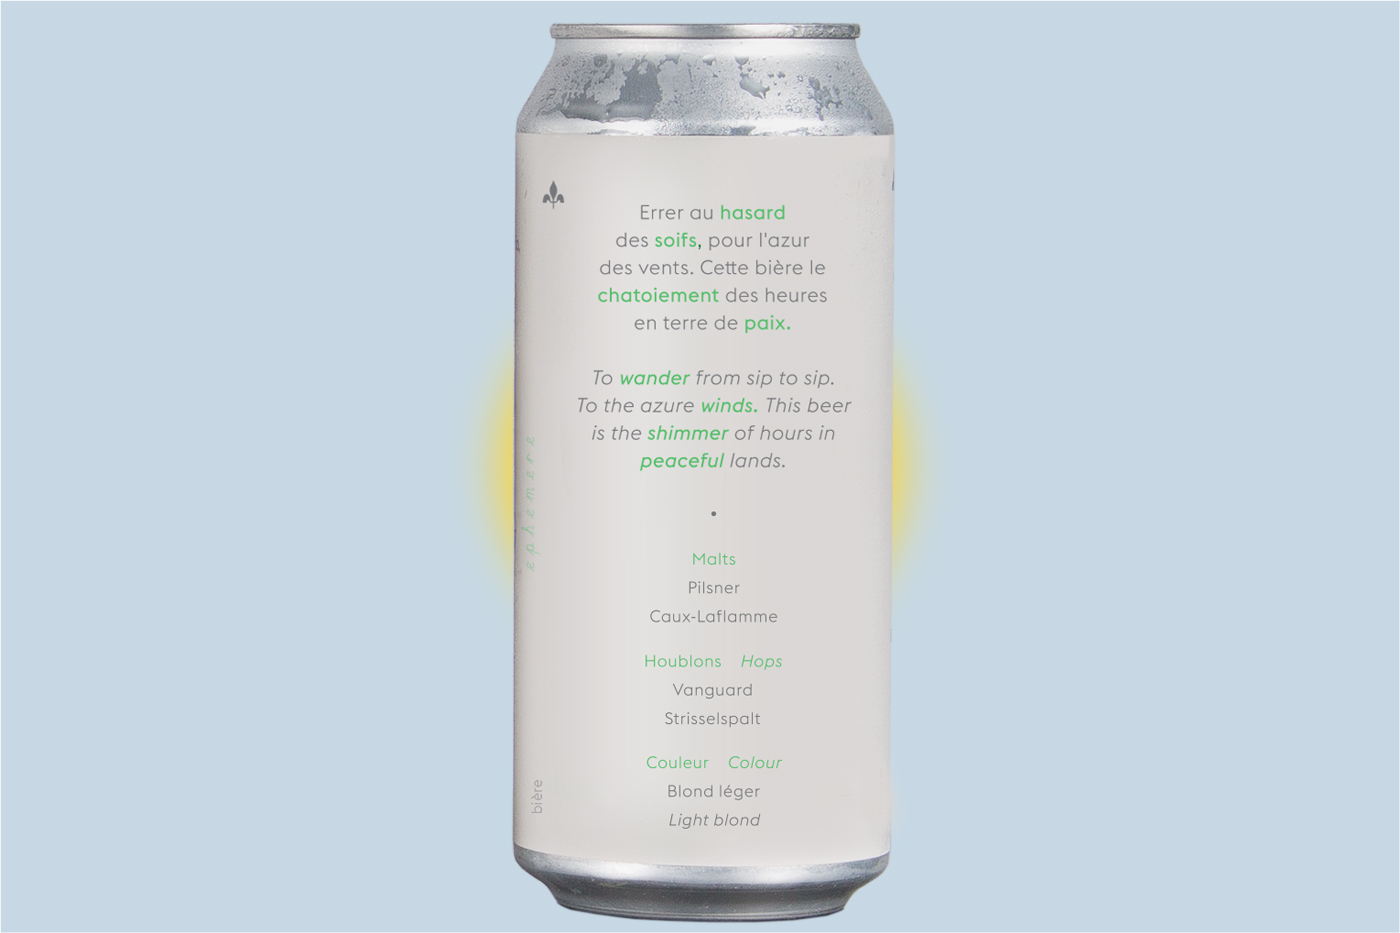 Errer au hasard
des soifs, pour l'azur
des vents. Cette bière le
chatoiement des heures
en terre de paix.
To wander from sip to sip.
To the azure winds. This beer
is the shimmer of hours in
peaceful lands.
Malts
Pilsner
Caux-Laflamme
Houblons Hops
Vanguard
Strisselspalt
Couleur Colour
Blond léger
Light blond
éphémère
bière